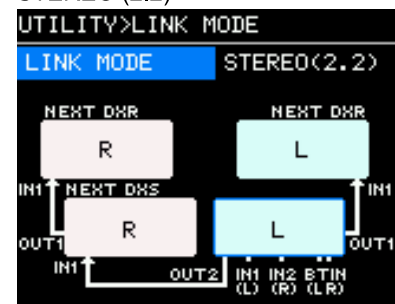 STEREO (2.2)
UTILITY>LINK MODE
LINK MODE STEREO(2.2)
NEXT DXR NEXT DXR
R L
IN1 NEXT DXS IN1
R L
OUT1 OUT1
IN1 OUT2 IN1 IN2 BTIN
(L) (R) (LR)